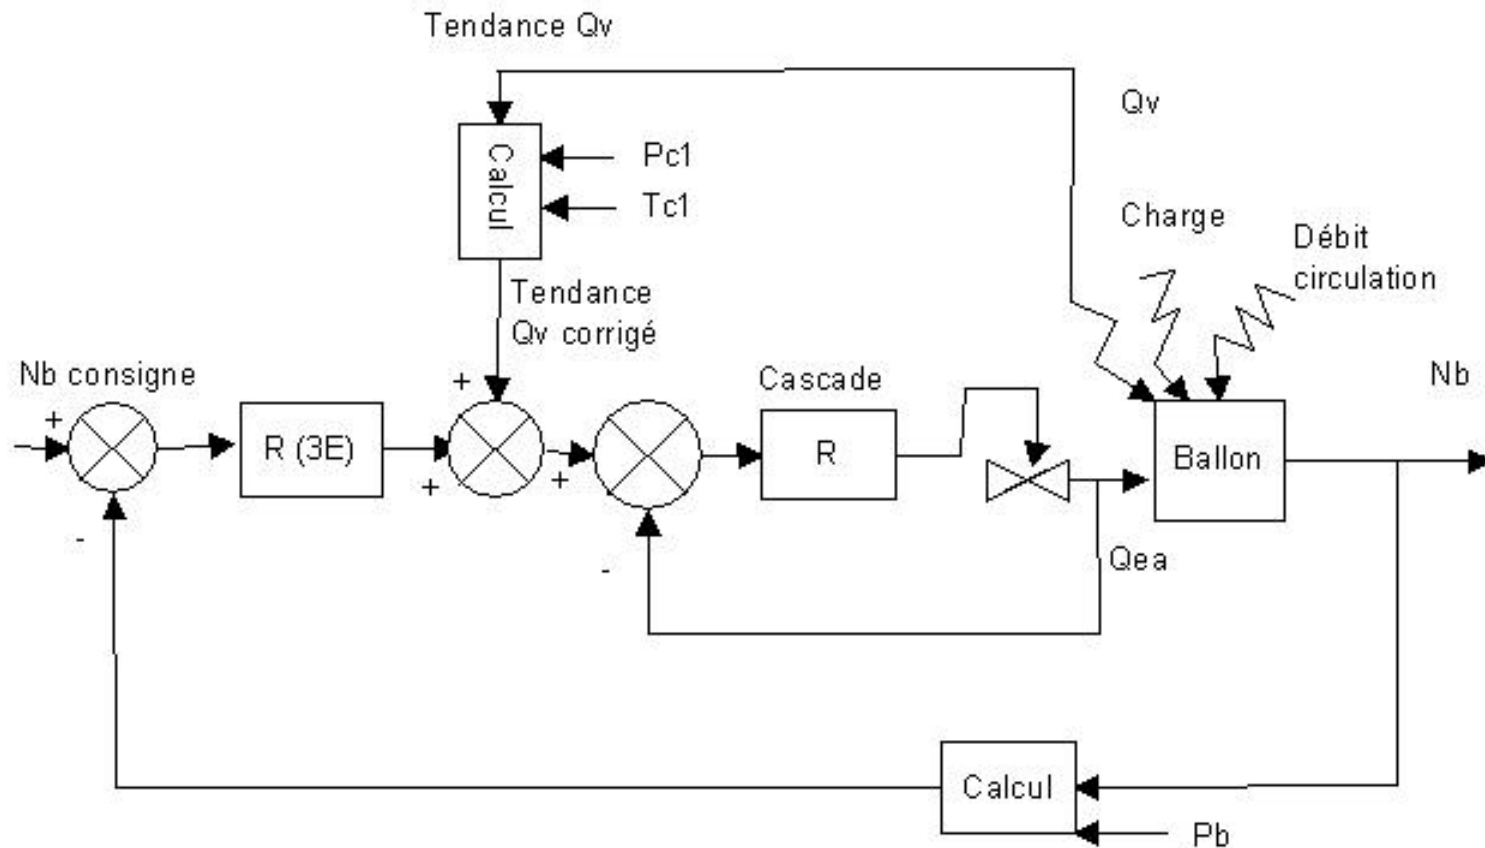 Tendance Qv
Qv
Calcul
Pc1
Tc1
Charge
Débit
circulation
Tendance
Qv corrigé
Nb consigne
+
+
Cascade
Nb
R (3E)
R
Ballon
+
+
-
-
Qea
Calcul
Pb